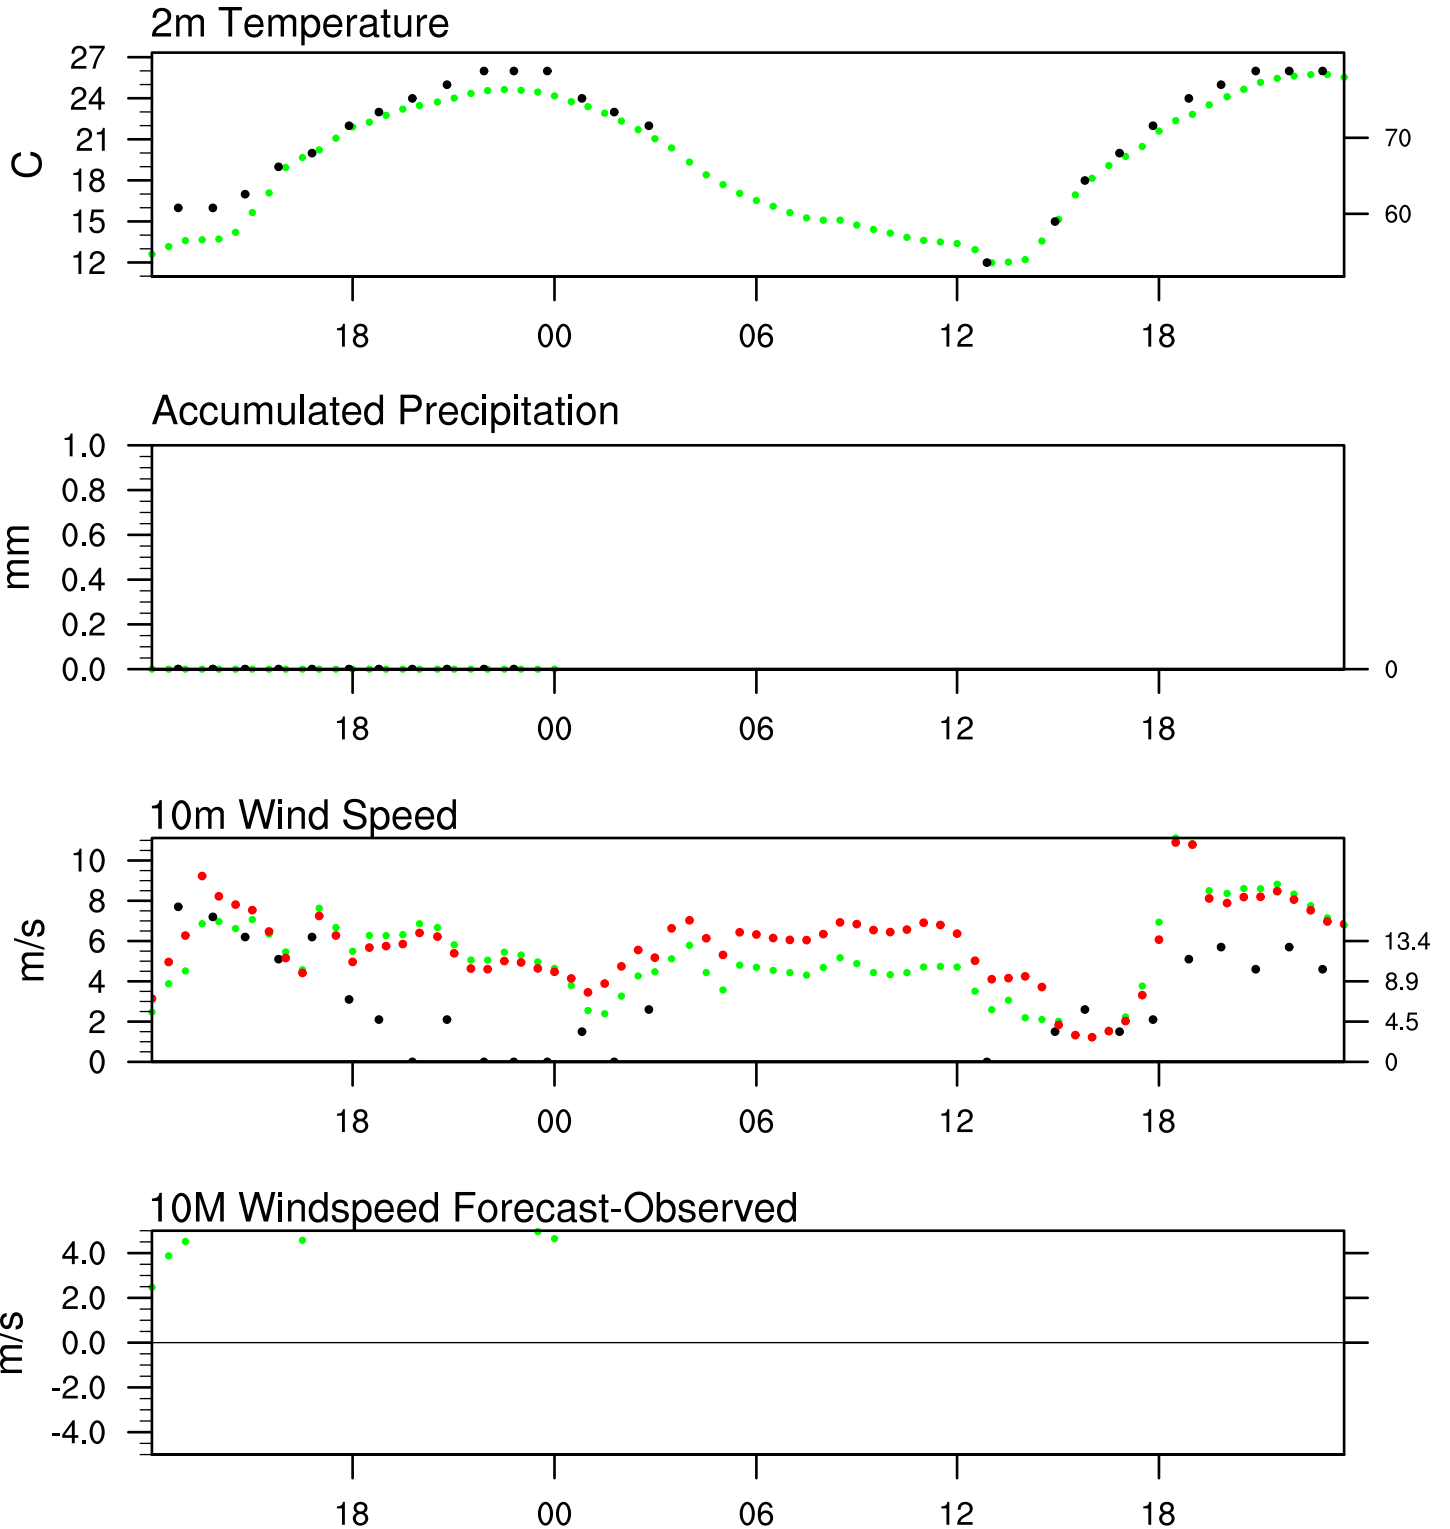 2m Temperature
27
24
21
18
15
12
C
70
60
18 00 06 12 18
Accumulated Precipitation
1.0
0.8
0.6
0.4
0.2
0.0
mm
0
18 00 06 12 18
10m Wind Speed
10
8
6
4
2
0
m/s
13.4
8.9
4.5
0
18 00 06 12 18
10M Windspeed Forecast-Observed
4.0
2.0
0.0
-2.0
-4.0
m/s
18 00 06 12 18